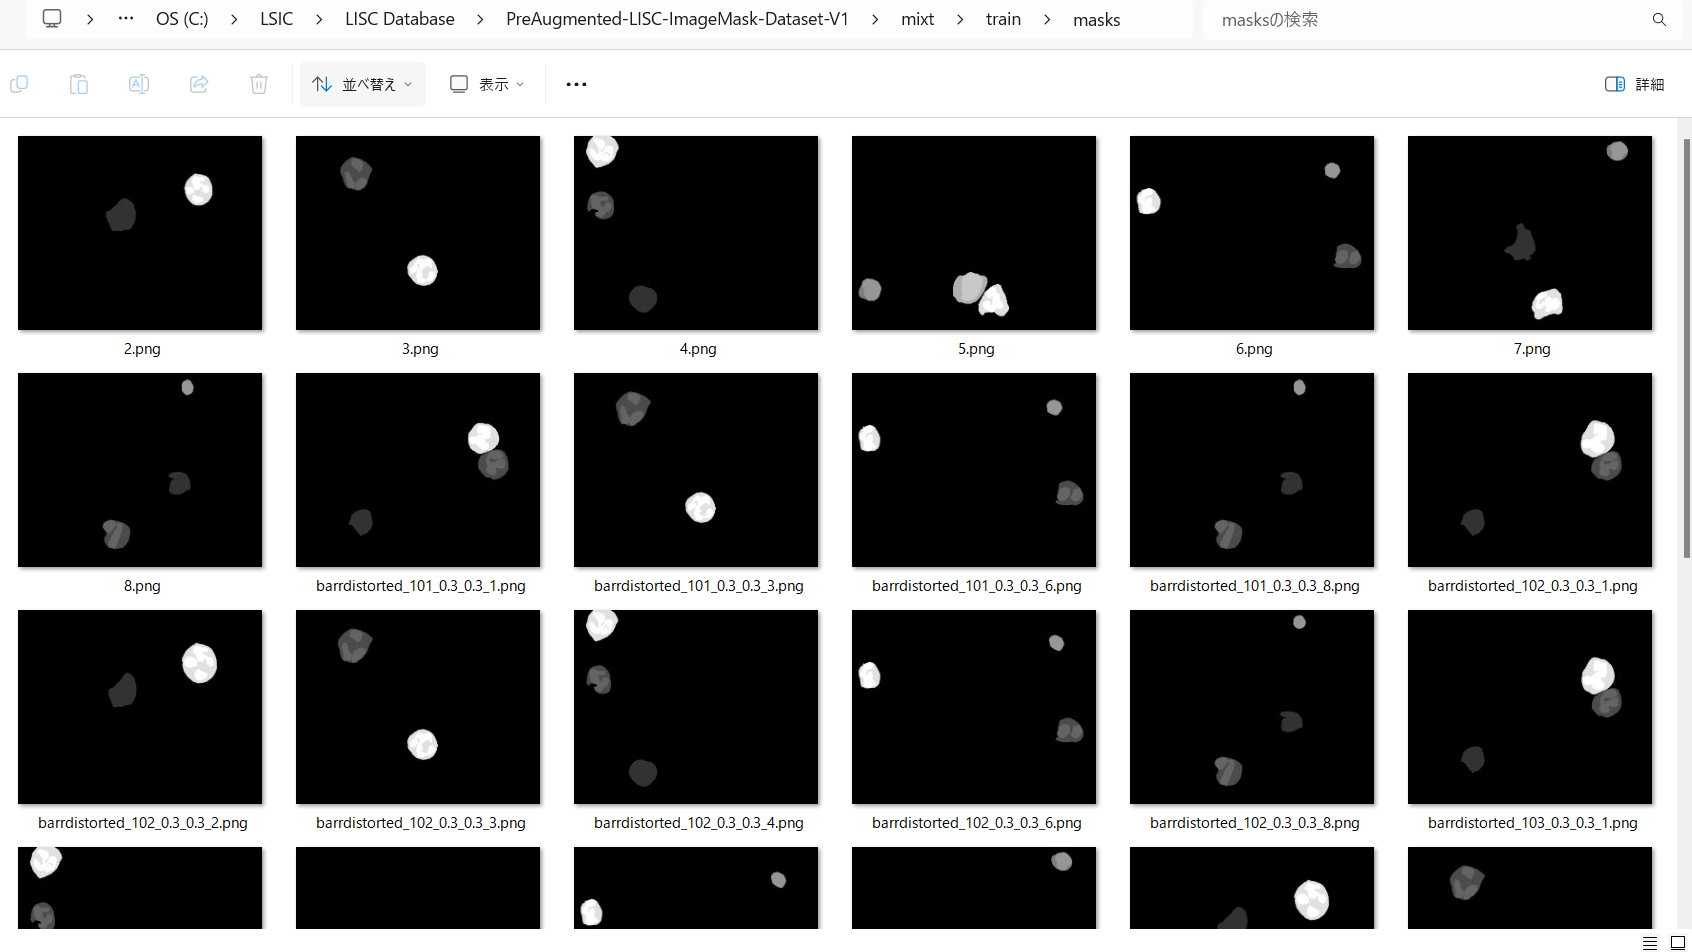 OS (C:) > LSIC > LISC Database > PreAugmented-LISC-ImageMask-Dataset-V1 > mixt > train > masks
masksの検索
並べ替え
表示
詳細
2.png
3.png
4.png
5.png
6.png
7.png
8.png
barrdistorted_101_0.3_0.3_1.png
barrdistorted_101_0.3_0.3_3.png
barrdistorted_101_0.3_0.3_6.png
barrdistorted_101_0.3_0.3_8.png
barrdistorted_102_0.3_0.3_1.png
barrdistorted_102_0.3_0.3_2.png
barrdistorted_102_0.3_0.3_3.png
barrdistorted_102_0.3_0.3_4.png
barrdistorted_102_0.3_0.3_6.png
barrdistorted_102_0.3_0.3_8.png
barrdistorted_103_0.3_0.3_1.png